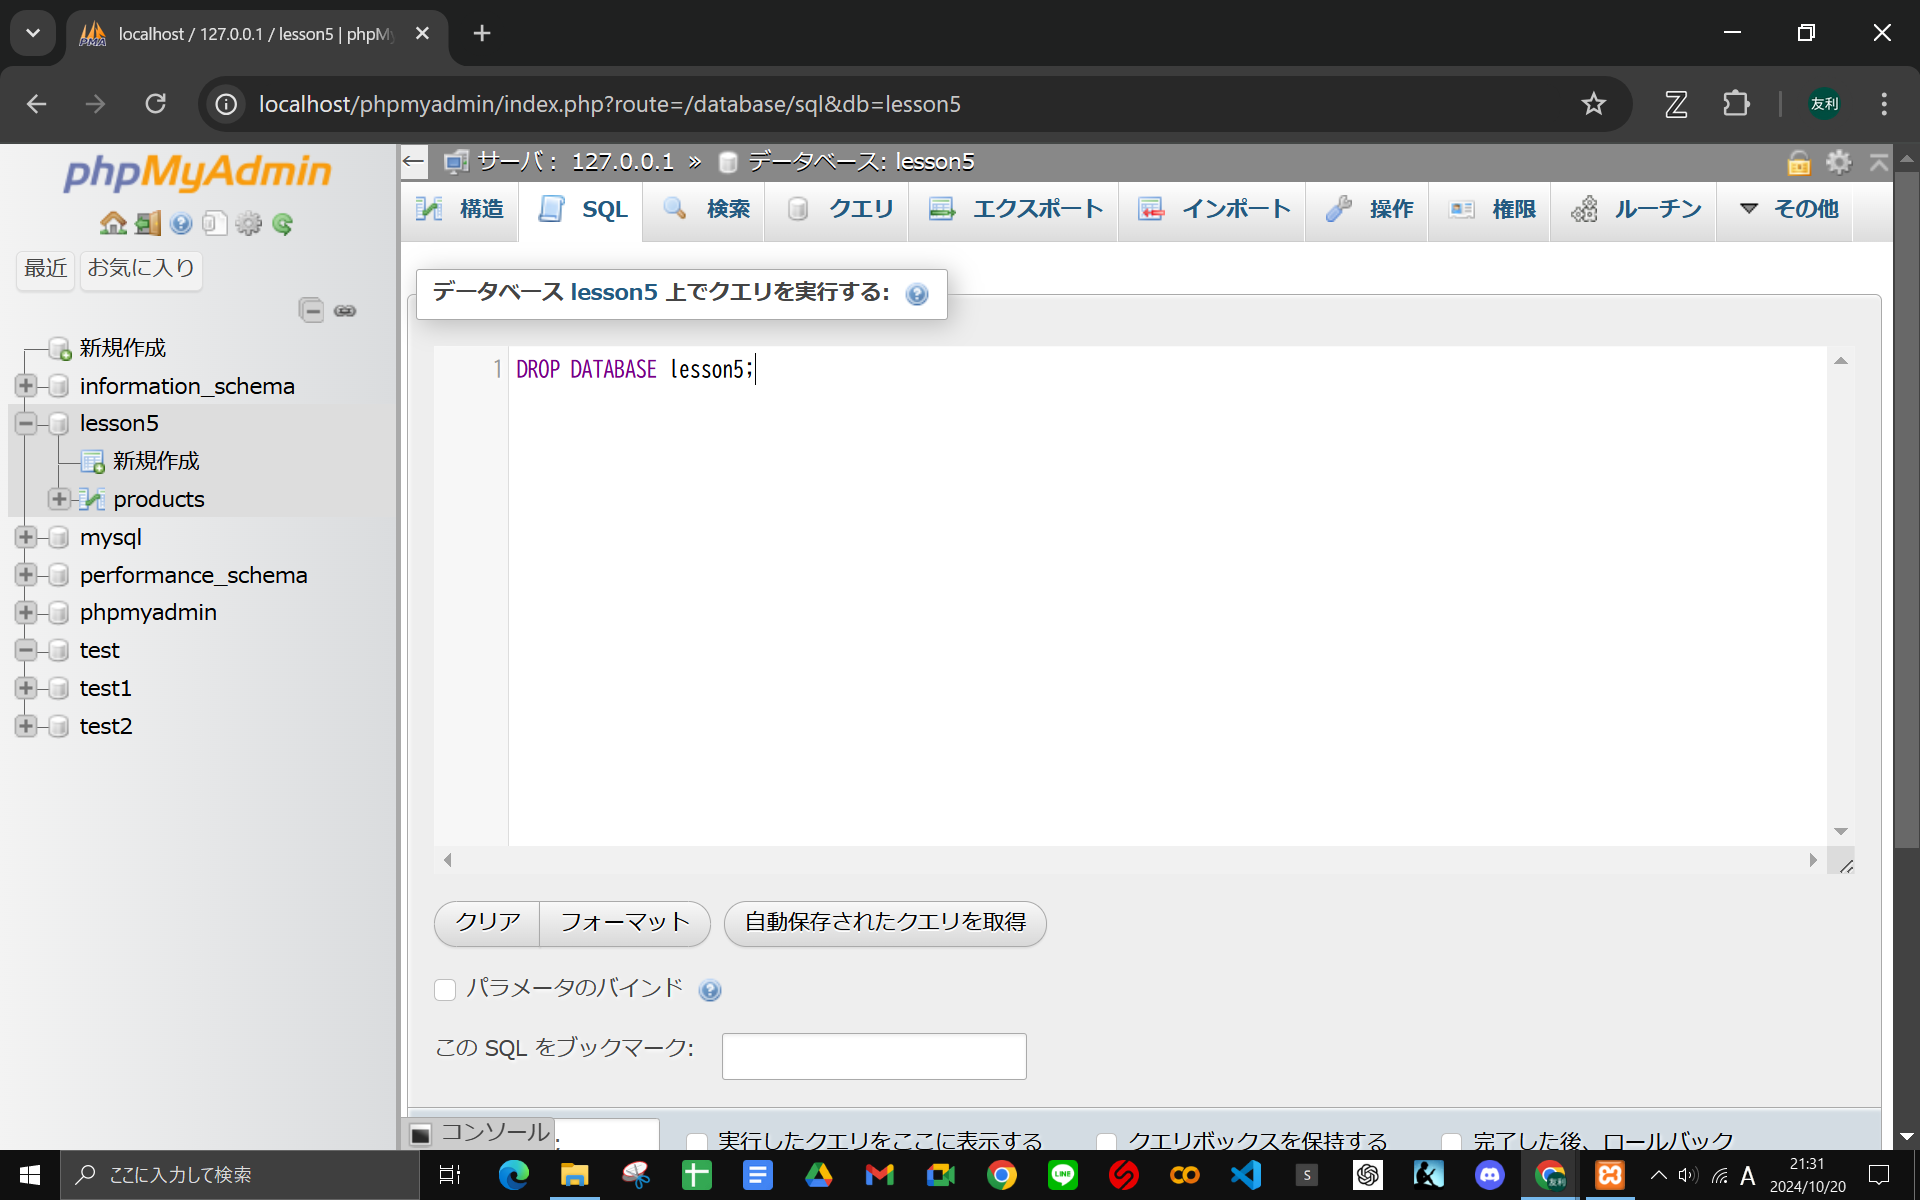 localhost / 127.0.0.1 / lesson5 | phpMy
localhost/phpmyadmin/index.php?route=/database/sql&db=lesson5
友利
phpMyAdmin
最近 お気に入り
新規作成
information_schema
lesson5
新規作成
products
mysql
performance_schema
phpmyadmin
test
test1
test2
サーバ: 127.0.0.1 » データベース: lesson5
構造 SQL 検索 クエリ エクスポート インポート 操作 権限 ルーチン その他
データベース lesson5 上でクエリを実行する:
1 DROP DATABASE lesson5;
クリア フォーマット 自動保存されたクエリを取得
パラメータのバインド
この SQL をブックマーク:
コンソール
実行したクエリをここに表示する クエリボックスを保持する 完了した後、ロールバック
ここに入力して検索
A
21:31
2024/10/20